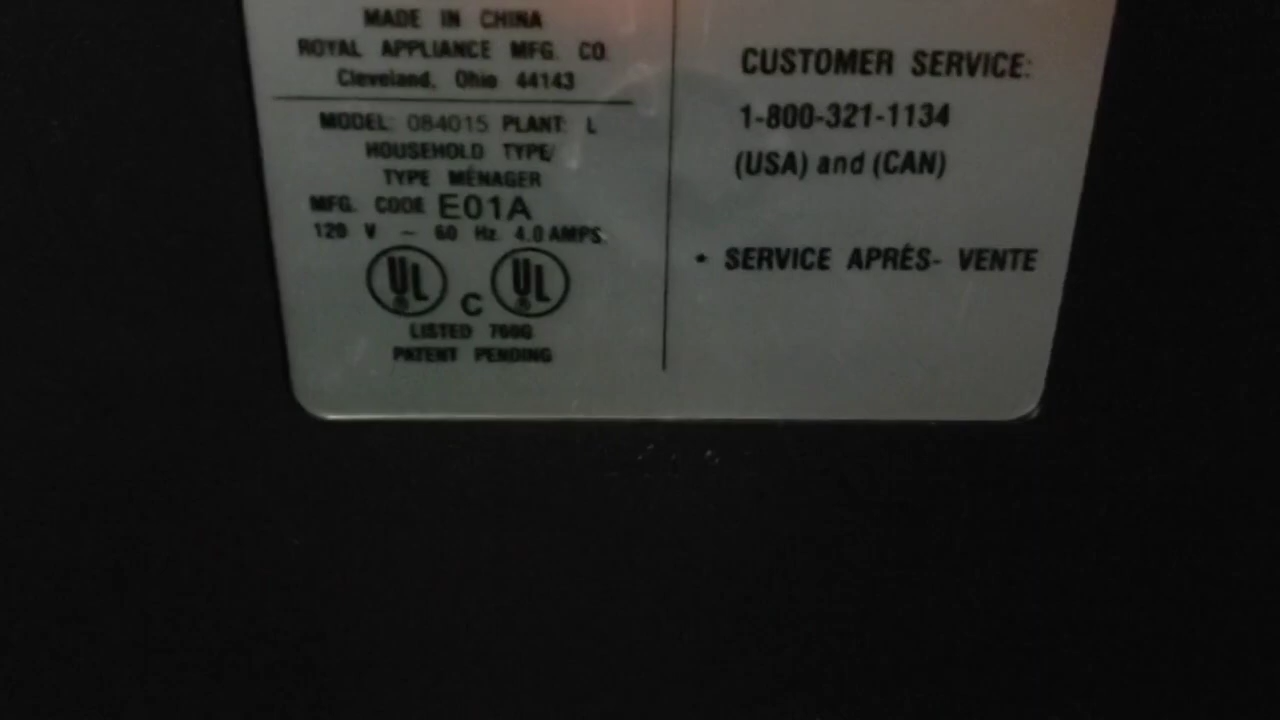 MADE IN CHINA
ROYAL APPLIANCE MFG. CO.
Cleveland, Ohio 44143
MODEL: 084015 PLANT: L
HOUSEHOLD TYPE/
TYPE MÉNAGER
MFG. CODE E01A
120 V ~ 60 Hz 4.0 AMPS
UL C UL
LISTED
PATENT PENDING
CUSTOMER SERVICE:
1-800-321-1134
(USA) and (CAN)
• SERVICE APRÉS- VENTE